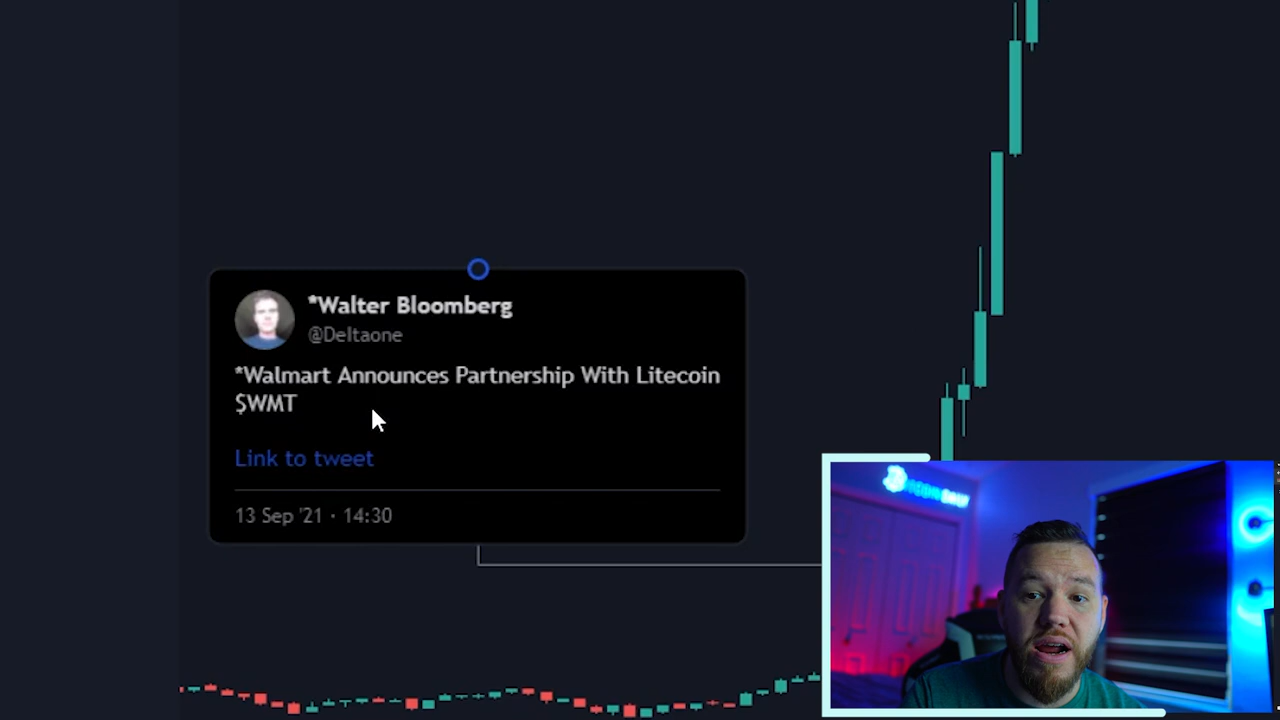 *Walter Bloomberg
@Deltaone
*Walmart Announces Partnership With Litecoin
$WMT
Link to tweet
13 Sep '21 · 14:30